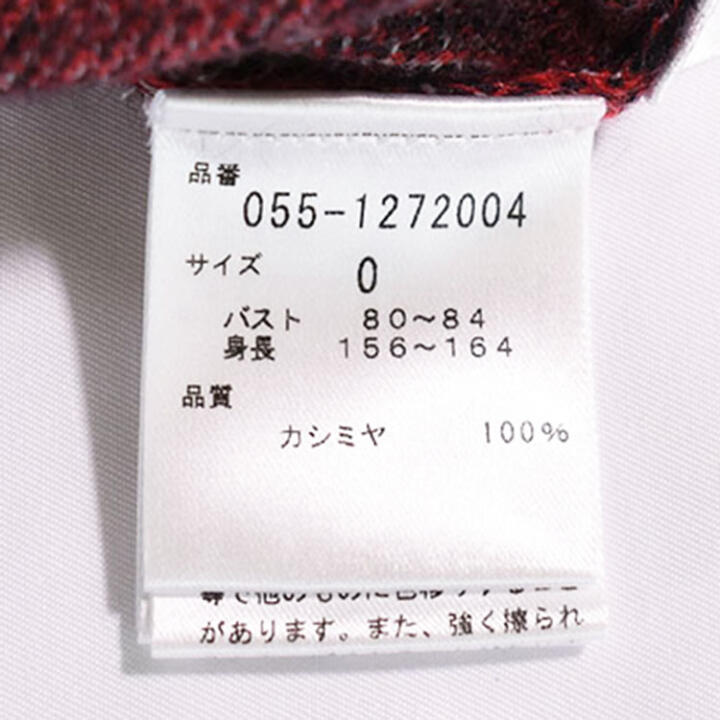 品番
055-1272004
サイズ 0
バスト 80～84
身長 156～164
品質
カシミヤ 100%
があります。また、強く擦られ